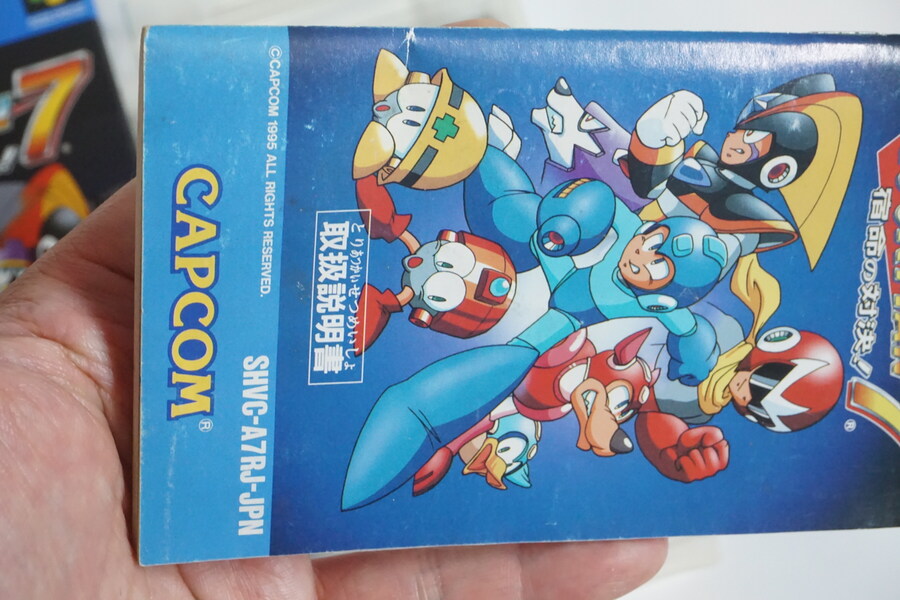 7
宿命の対決!
®
とりあつかいせつめいしょ
取扱説明書
©CAPCOM 1995 ALL RIGHTS RESERVED.
SHVC-A7RJ-JPN
CAPCOM®